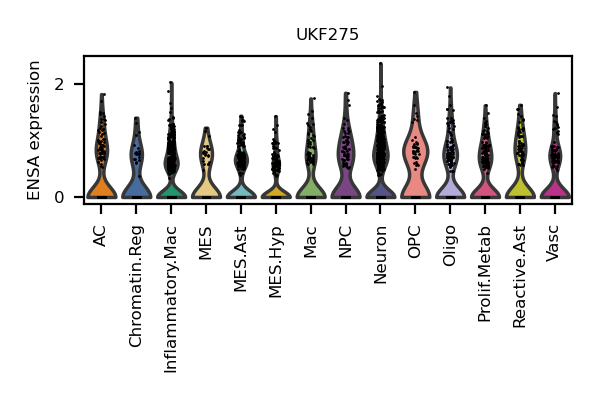 UKF275
ENSA expression
2
0
AC
Chromatin.Reg
Inflammatory.Mac
MES
MES.Ast
MES.Hyp
Mac
NPC
Neuron
OPC
Oligo
Prolif.Metab
Reactive.Ast
Vasc